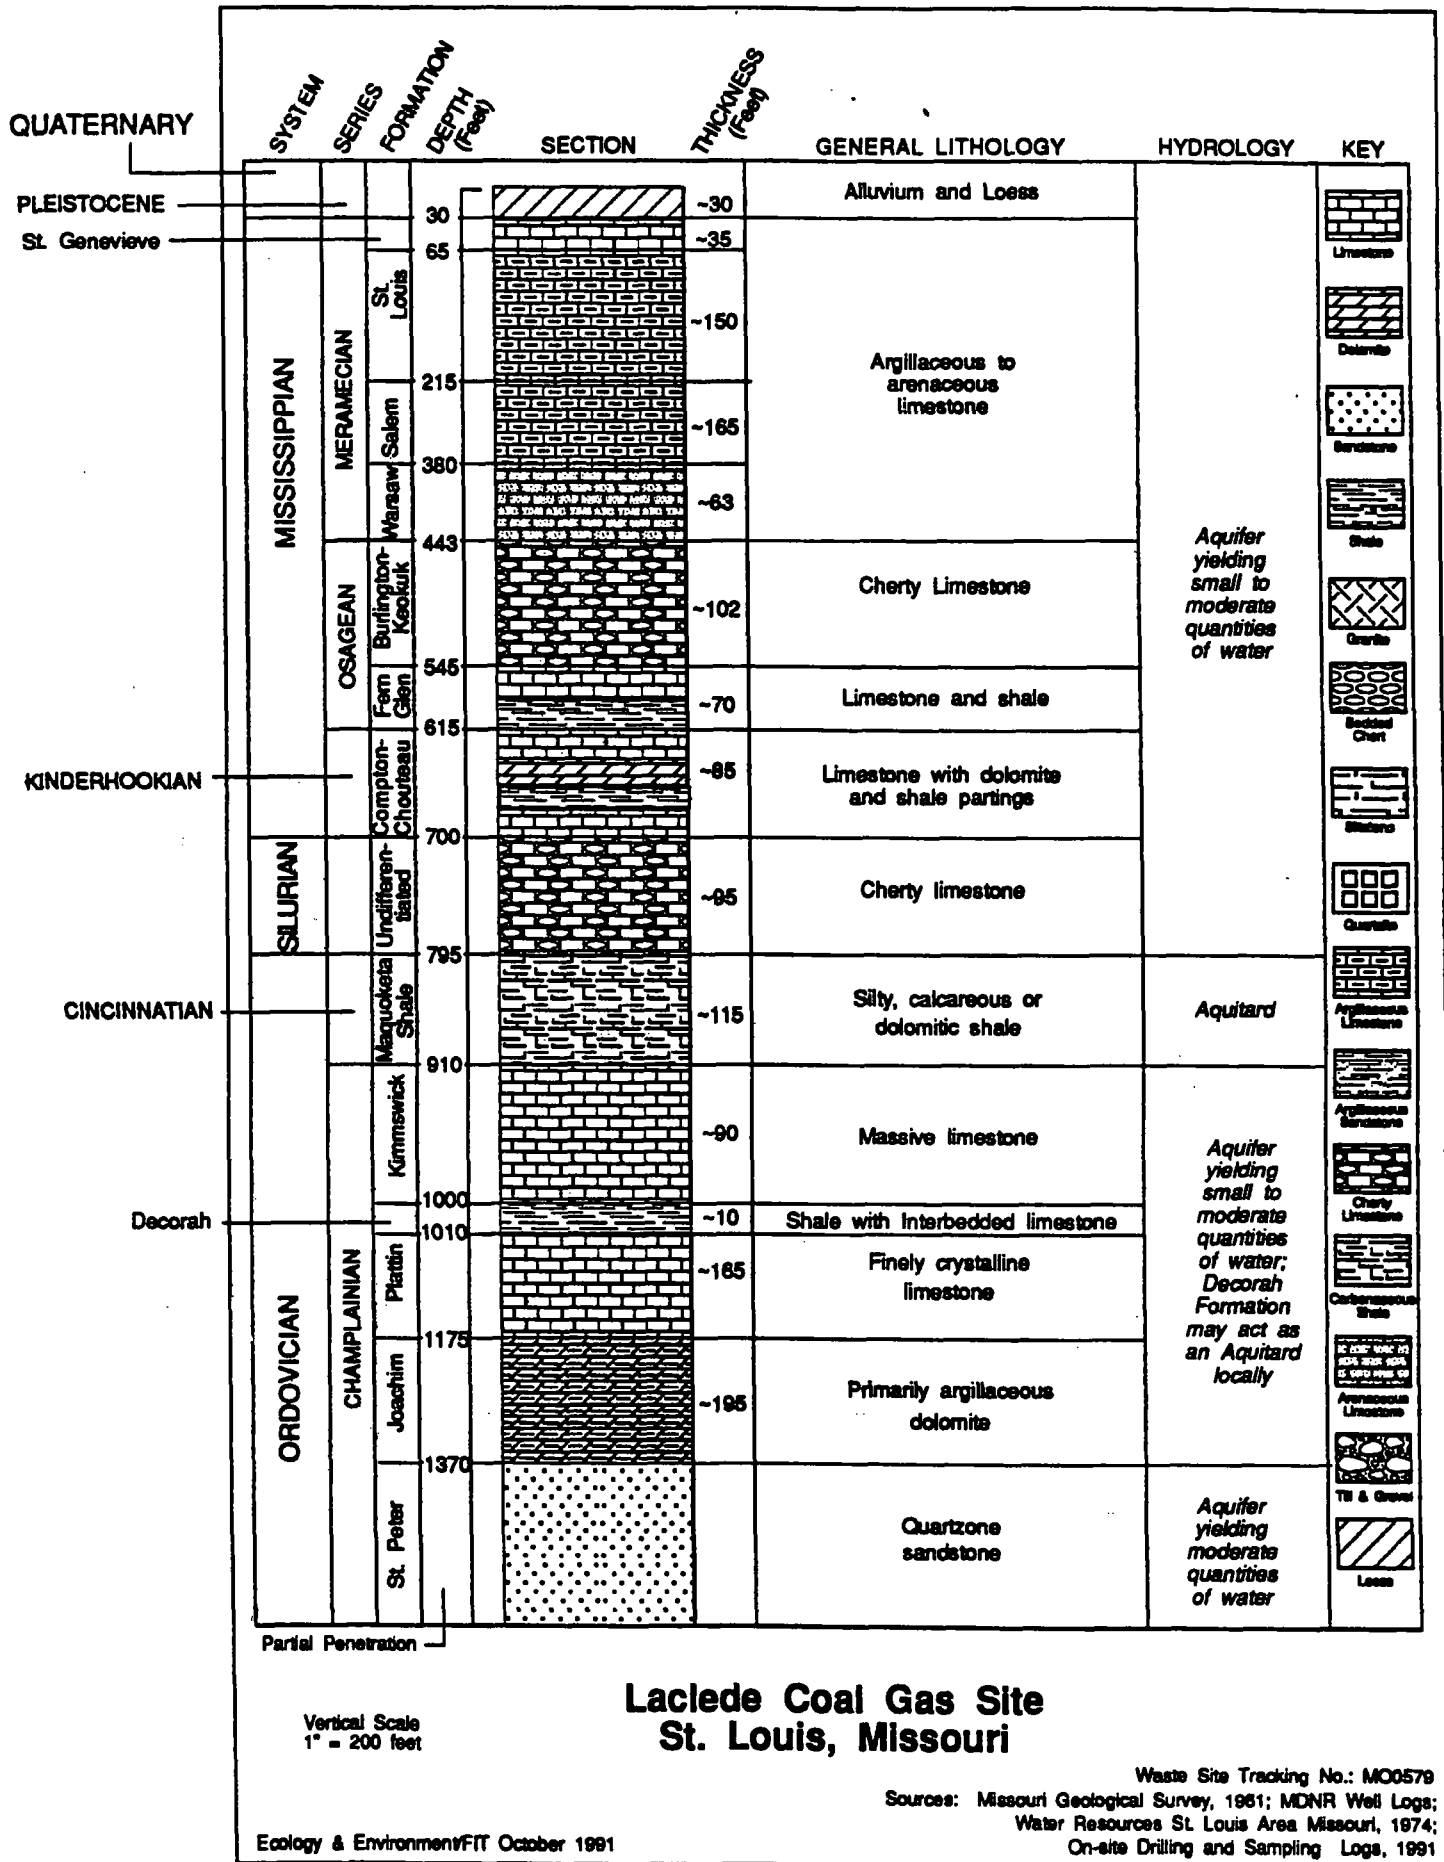 SYSTEM
SERIES
FORMATION
DEPTH
(Feet)
SECTION
THICKNESS
(Feet)
GENERAL LITHOLOGY
HYDROLOGY
KEY
QUATERNARY
PLEISTOCENE
St. Genevieve
KINDERHOOKIAN
CINCINNATIAN
Decorah
MISSISSIPPIAN
SILURIAN
ORDOVICIAN
MERAMECIAN
OSAGEAN
CHAMPLAINIAN
St.
Louis
Salem
Warsaw
Burlington-
Keokuk
Fern
Glen
Compton-
Chouteau
Undifferen-
tiated
Maquoketa
Shale
Kimmswick
Plattin
Joachim
St. Peter
30
65
215
380
443
545
615
700
795
910
1000
1010
1175
1370
~30
~35
~150
~165
~63
~102
~70
~85
~95
~115
~90
~10
~165
~195
Alluvium and Loess
Argillaceous to
arenaceous
limestone
Cherty Limestone
Limestone and shale
Limestone with dolomite
and shale partings
Cherty limestone
Silty, calcareous or
dolomitic shale
Massive limestone
Shale with Interbedded limestone
Finely crystalline
limestone
Primarily argillaceous
dolomite
Quartzone
sandstone
Aquifer
yielding
small to
moderate
quantities
of water
Aquitard
Aquifer
yielding
small to
moderate
quantities
of water;
Decorah
Formation
may act as
an Aquitard
locally
Aquifer
yielding
moderate
quantities
of water
Limestone
Dolomite
Sandstone
Shale
Granite
Bedded
Chert
Siltstone
Quartzite
Argillaceous
Limestone
Argillaceous
Sandstone
Cherty
Limestone
Carbonaceous
Shale
Arenaceous
Limestone
Till & Gravel
Loess
Partial Penetration
Laclede Coal Gas Site
St. Louis, Missouri
Vertical Scale
1" = 200 feet
Waste Site Tracking No.: MO0579
Sources: Missouri Geological Survey, 1961; MDNR Well Logs;
Water Resources St. Louis Area Missouri, 1974;
On-site Drilling and Sampling Logs, 1991
Ecology & Environment/FIT October 1991